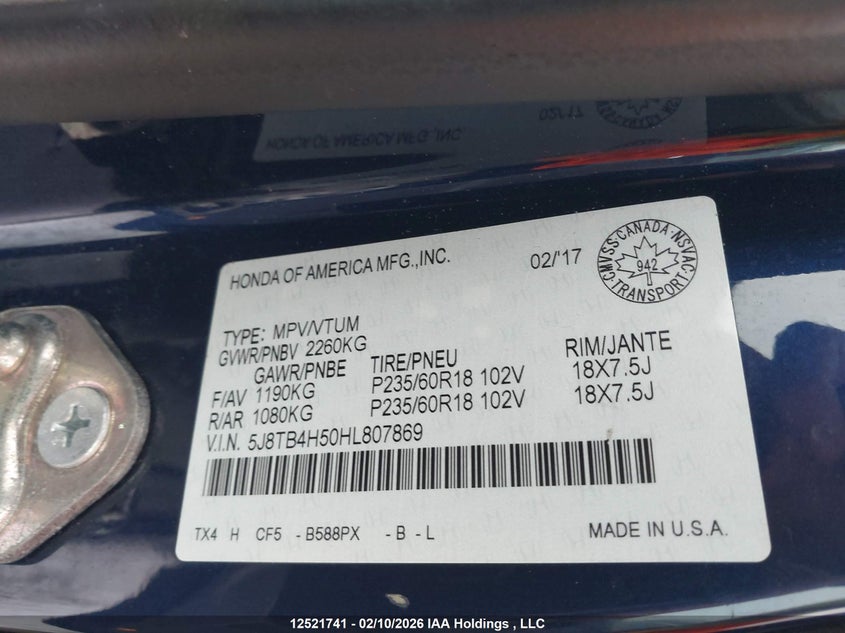 HONDA OF AMERICA MFG.,INC.
02/'17
CMVSS·CANADA·NSVAC
942
TRANSPORT
TYPE: MPV/VTUM
GVWR/PNBV 2260KG
GAWR/PNBE TIRE/PNEU RIM/JANTE
F/AV 1190KG P235/60R18 102V 18X7.5J
R/AR 1080KG P235/60R18 102V 18X7.5J
V.I.N. 5J8TB4H50HL807869
TX4 H CF5 - B588PX - B - L MADE IN U.S.A.
12521741 - 02/10/2026 IAA Holdings , LLC